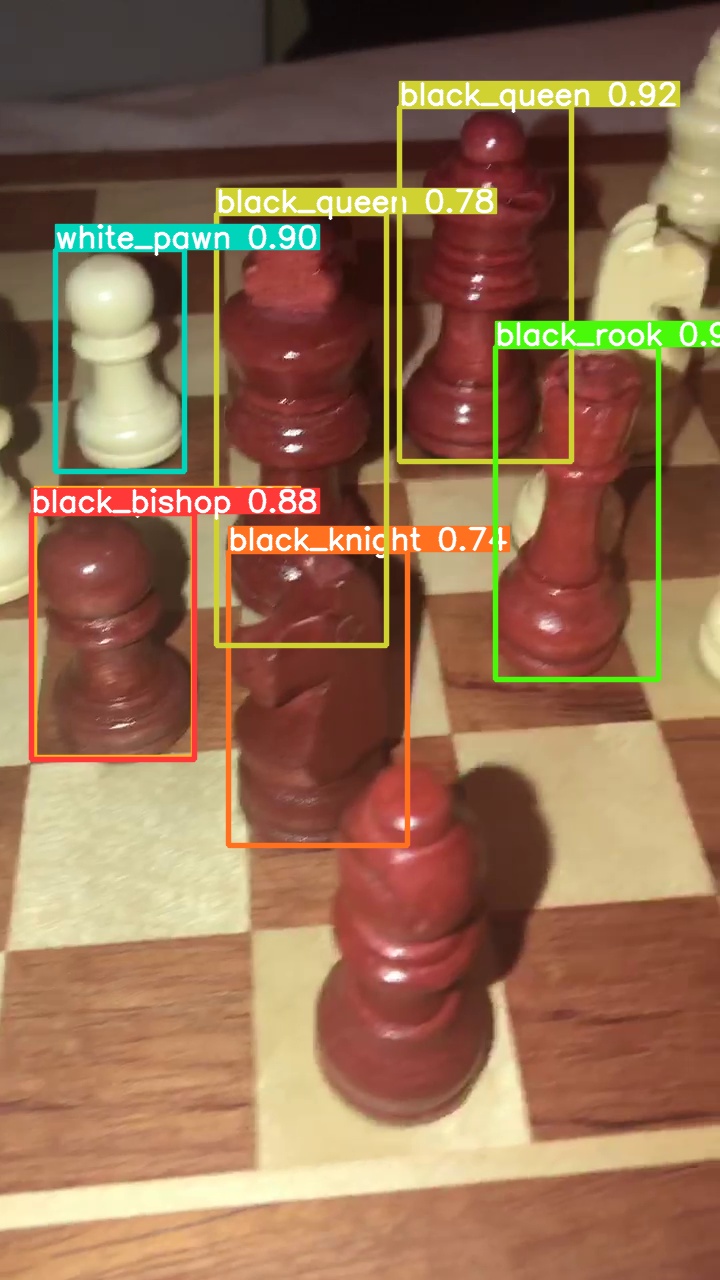 black_queen 0.92
black_queen 0.78
white_pawn 0.90
black_rook 0.9
black_bishop 0.88
black_knight 0.74